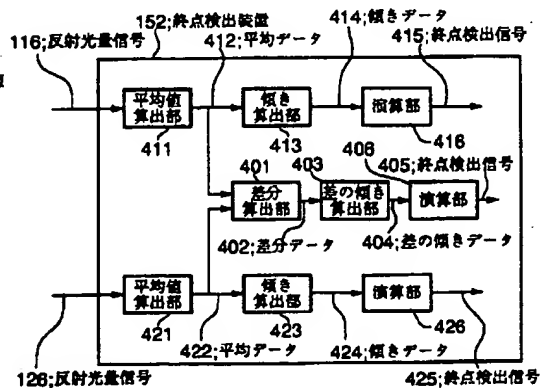 152;終点検出装置
414;傾きデータ
116;反射光量信号
412;平均データ
415;終点検出信号
平均値
算出部
411
傾き
算出部
413
演算部
416
401
差分
算出部
403
差の傾き
算出部
406
演算部
405;終点検出信号
402;差分データ
404;差の傾きデータ
平均値
算出部
421
傾き
算出部
423
演算部
426
422;平均データ
424;傾きデータ
126;反射光量信号
425;終点検出信号